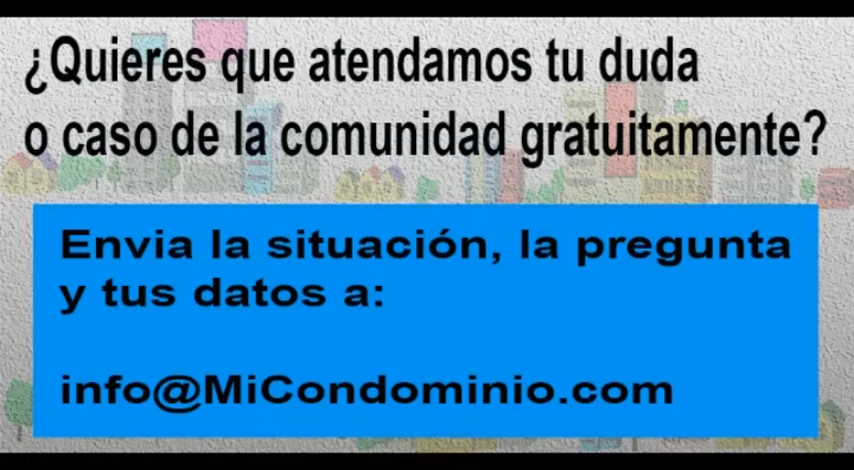 ¿Quieres que atendamos tu duda
o caso de la comunidad gratuitamente?
Envia la situación, la pregunta
y tus datos a:
info@MiCondominio.com